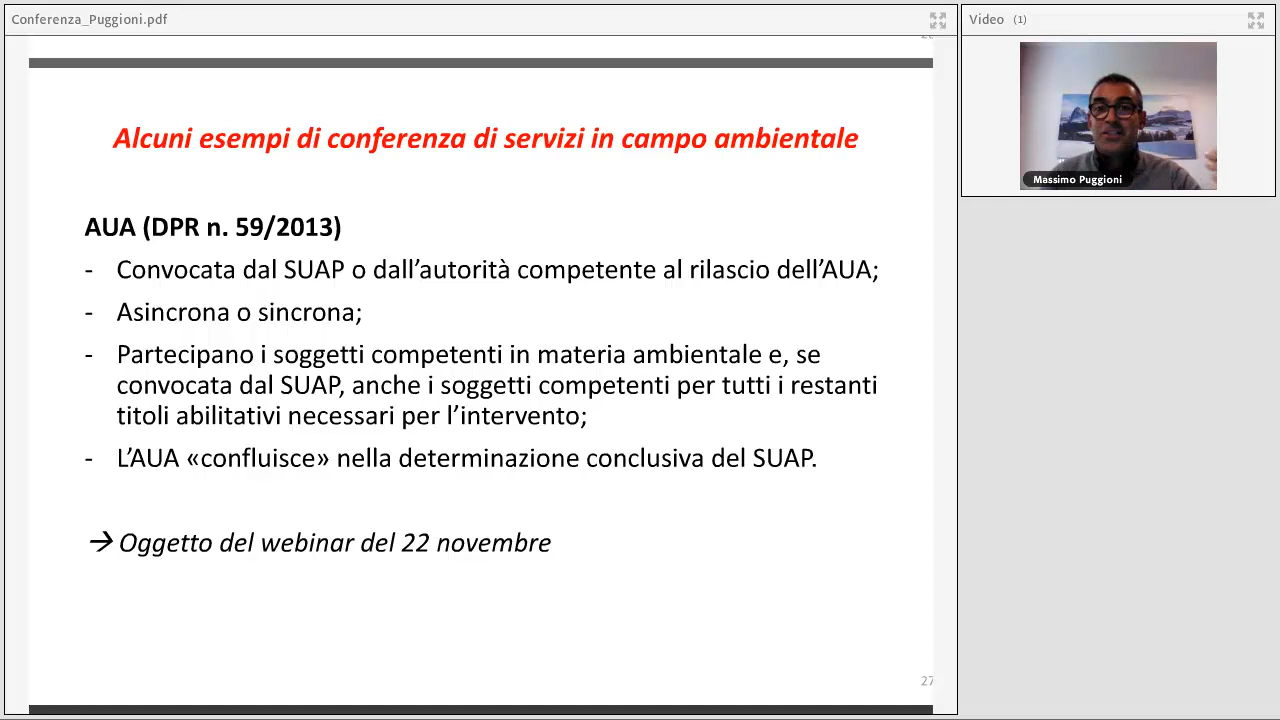 Conferenza_Puggioni.pdf
Video (1)
Massimo Puggioni
Alcuni esempi di conferenza di servizi in campo ambientale
AUA (DPR n. 59/2013)
- Convocata dal SUAP o dall’autorità competente al rilascio dell’AUA;
- Asincrona o sincrona;
- Partecipano i soggetti competenti in materia ambientale e, se
convocata dal SUAP, anche i soggetti competenti per tutti i restanti
titoli abilitativi necessari per l’intervento;
- L’AUA «confluisce» nella determinazione conclusiva del SUAP.
→ Oggetto del webinar del 22 novembre
27